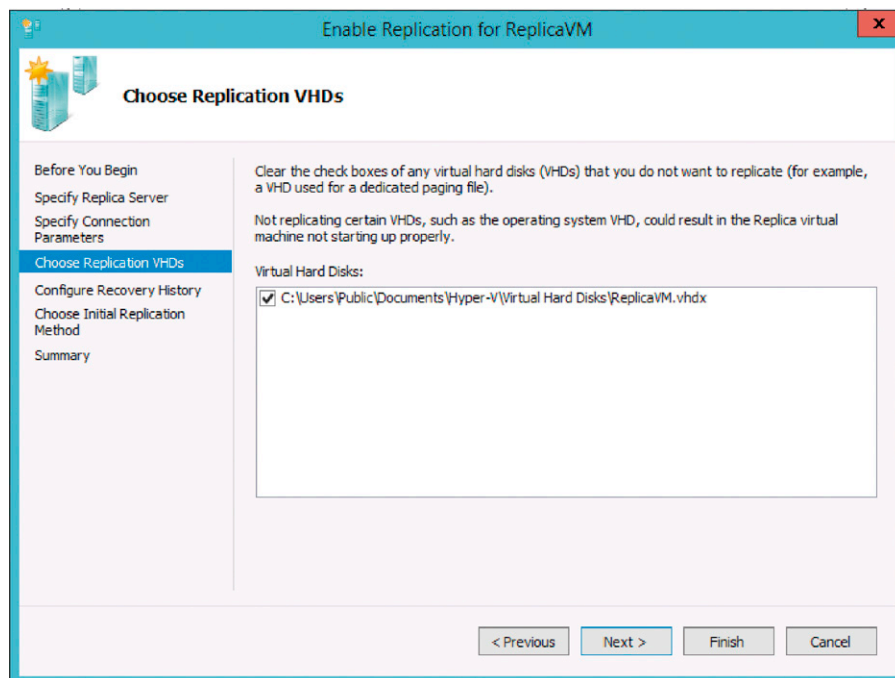 Enable Replication for ReplicaVM
x
Choose Replication VHDs
Before You Begin
Specify Replica Server
Specify Connection
Parameters
Choose Replication VHDs
Configure Recovery History
Choose Initial Replication
Method
Summary
Clear the check boxes of any virtual hard disks (VHDs) that you do not want to replicate (for example,
a VHD used for a dedicated paging file).
Not replicating certain VHDs, such as the operating system VHD, could result in the Replica virtual
machine not starting up properly.
Virtual Hard Disks:
C:\Users\Public\Documents\Hyper-V\Virtual Hard Disks\ReplicaVM.vhdx
< Previous
Next >
Finish
Cancel